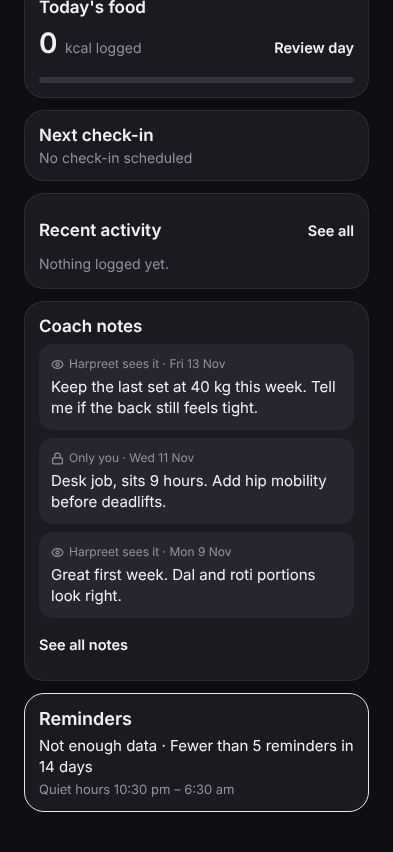 Today's food
0 kcal logged
Review day
Next check-in
No check-in scheduled
Recent activity
See all
Nothing logged yet.
Coach notes
Harpreet sees it · Fri 13 Nov
Keep the last set at 40 kg this week. Tell
me if the back still feels tight.
Only you · Wed 11 Nov
Desk job, sits 9 hours. Add hip mobility
before deadlifts.
Harpreet sees it · Mon 9 Nov
Great first week. Dal and roti portions
look right.
See all notes
Reminders
Not enough data · Fewer than 5 reminders in
14 days
Quiet hours 10:30 pm – 6:30 am